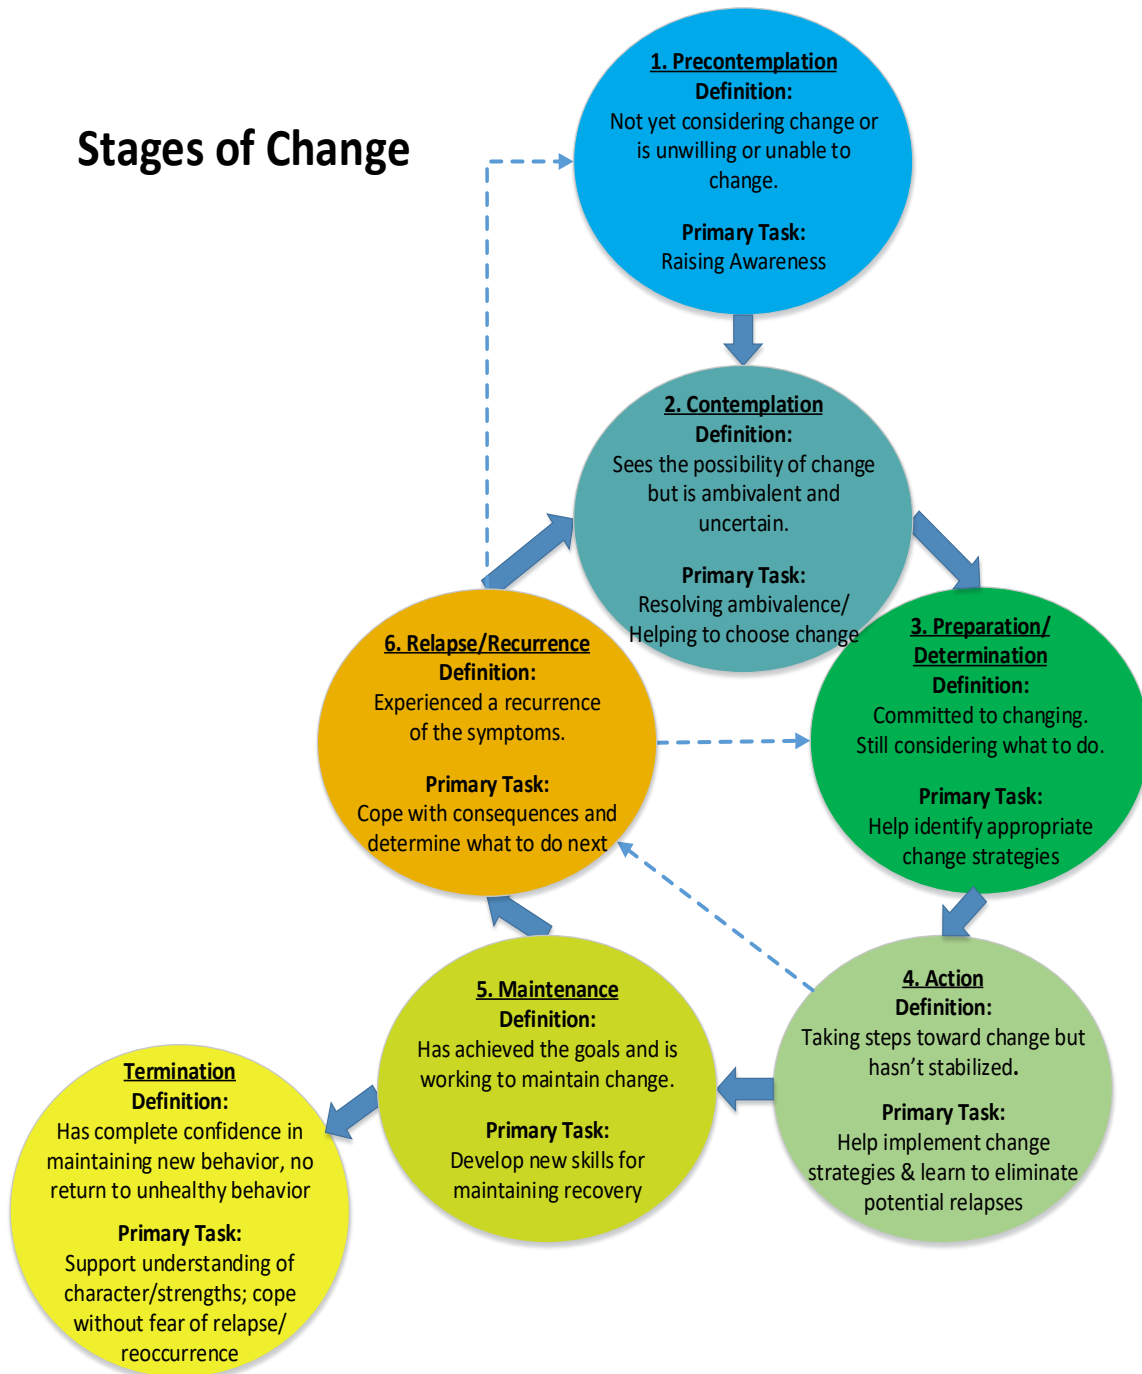 Stages of Change
1. Precontemplation
Definition:
Not yet considering change or
is unwilling or unable to
change.
Primary Task:
Raising Awareness
2. Contemplation
Definition:
Sees the possibility of change
but is ambivalent and
uncertain.
Primary Task:
Resolving ambivalence/
Helping to choose change
3. Preparation/
Determination
Definition:
Committed to changing.
Still considering what to do.
Primary Task:
Help identify appropriate
change strategies
4. Action
Definition:
Taking steps toward change but
hasn’t stabilized.
Primary Task:
Help implement change
strategies & learn to eliminate
potential relapses
5. Maintenance
Definition:
Has achieved the goals and is
working to maintain change.
Primary Task:
Develop new skills for
maintaining recovery
6. Relapse/Recurrence
Definition:
Experienced a recurrence
of the symptoms.
Primary Task:
Cope with consequences and
determine what to do next
Termination
Definition:
Has complete confidence in
maintaining new behavior, no
return to unhealthy behavior
Primary Task:
Support understanding of
character/strengths; cope
without fear of relapse/
reoccurrence